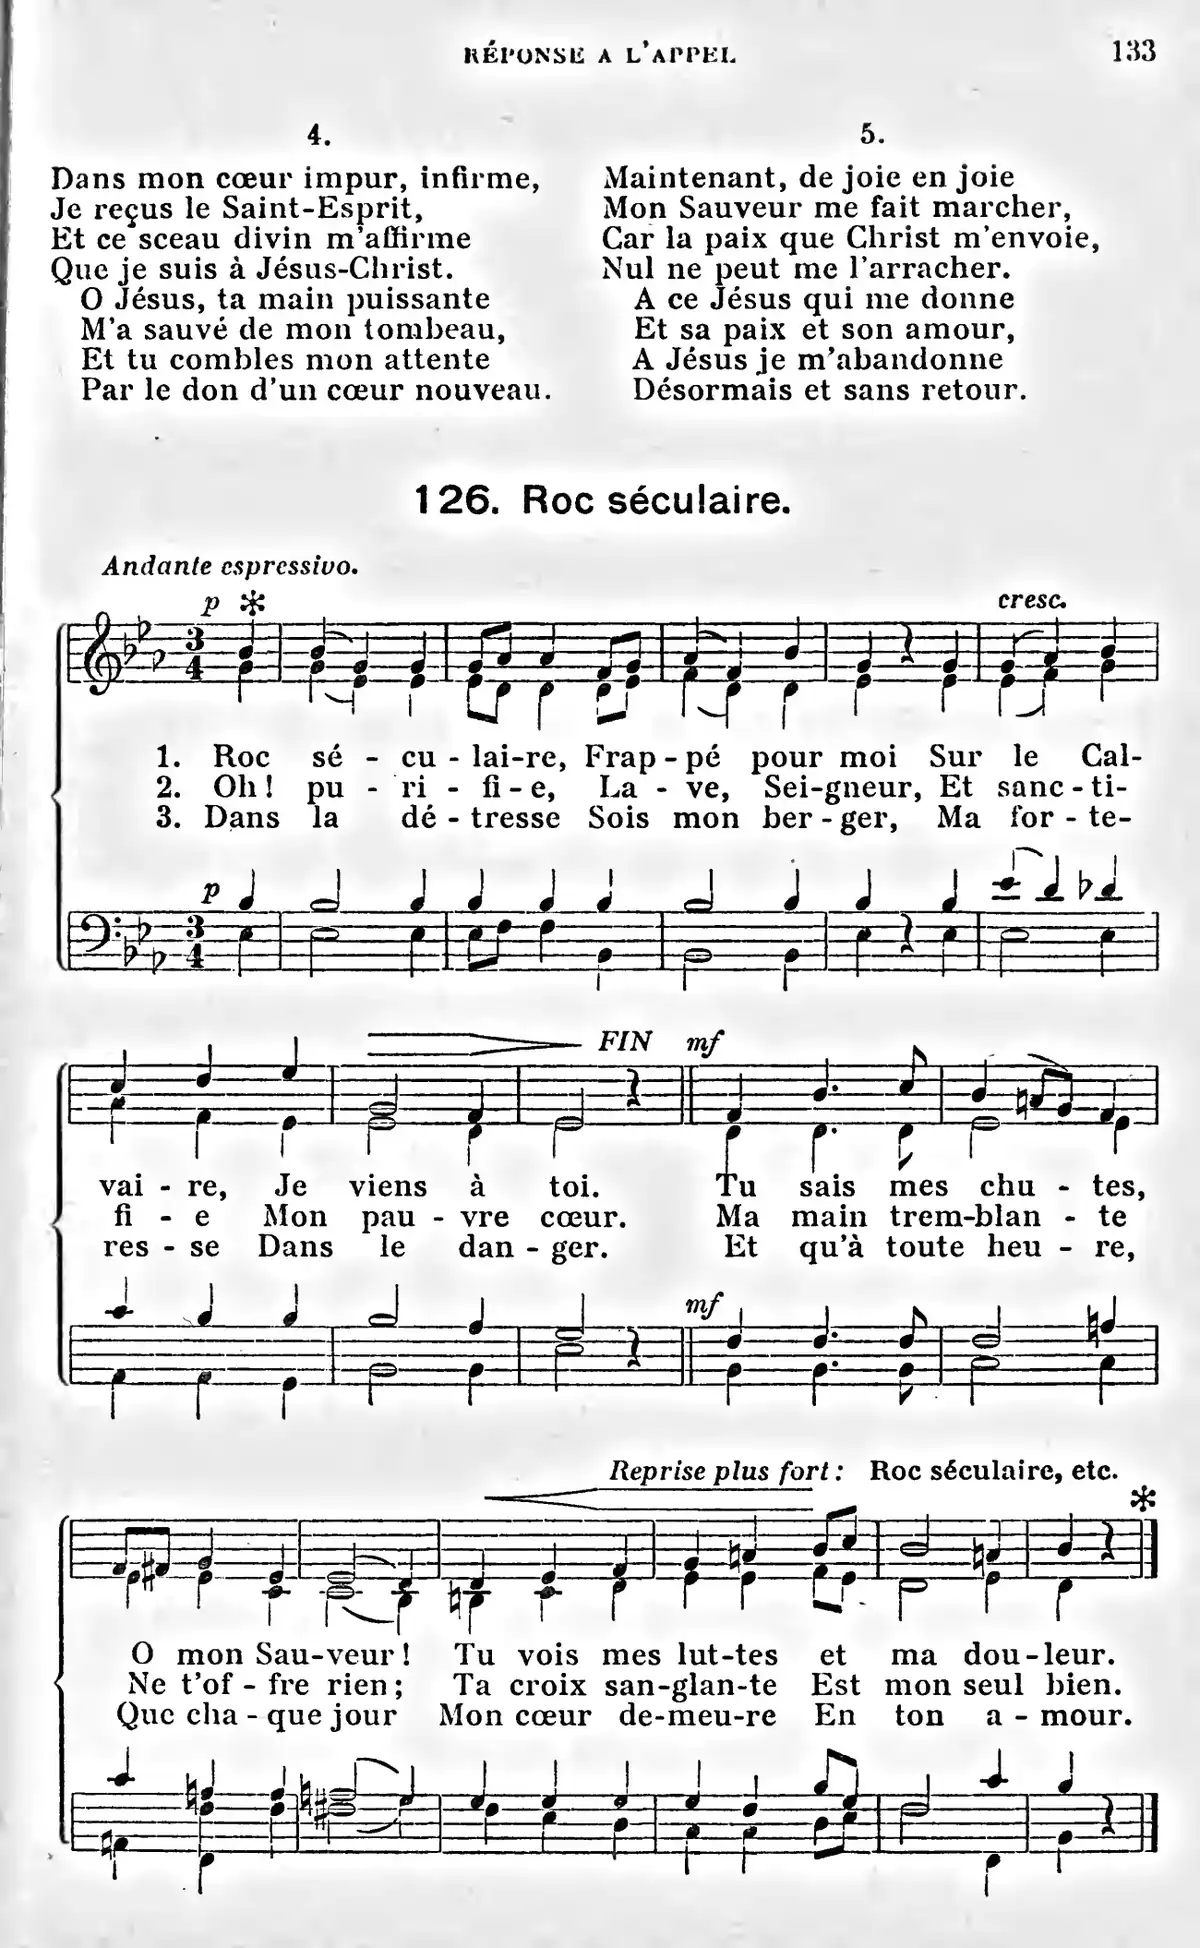 RÉPONSE A L'APPEL
133
4.
Dans mon cœur impur, infirme,
Je reçus le Saint-Esprit,
Et ce sceau divin m'affirme
Que je suis à Jésus-Christ.
O Jésus, ta main puissante
M'a sauvé de mon tombeau,
Et tu combles mon attente
Par le don d'un cœur nouveau.
5.
Maintenant, de joie en joie
Mon Sauveur me fait marcher,
Car la paix que Christ m'envoie,
Nul ne peut me l'arracher.
A ce Jésus qui me donne
Et sa paix et son amour,
A Jésus je m'abandonne
Désormais et sans retour.
126. Roc séculaire.
Andante espressivo.
p *
cresc.
3
4
1. Roc sé - cu - lai-re, Frap-pé pour moi Sur le Cal-
2. Oh! pu - ri - fi - e, La - ve, Sei-gneur, Et sanc-ti-
3. Dans la dé - tresse Sois mon ber-ger, Ma for-te-
p
3
4
FIN mf
vai - re, Je viens à toi. Tu sais mes chu - tes,
fi - e Mon pau - vre cœur. Ma main trem-blan - te
res - se Dans le dan - ger. Et qu'à toute heu - re,
mf
Reprise plus fort: Roc séculaire, etc.
*
O mon Sau-veur! Tu vois mes lut-tes et ma dou-leur.
Ne t'of - fre rien; Ta croix san-glan-te Est mon seul bien.
Que cha - que jour Mon cœur de-meu-re En ton a - mour.